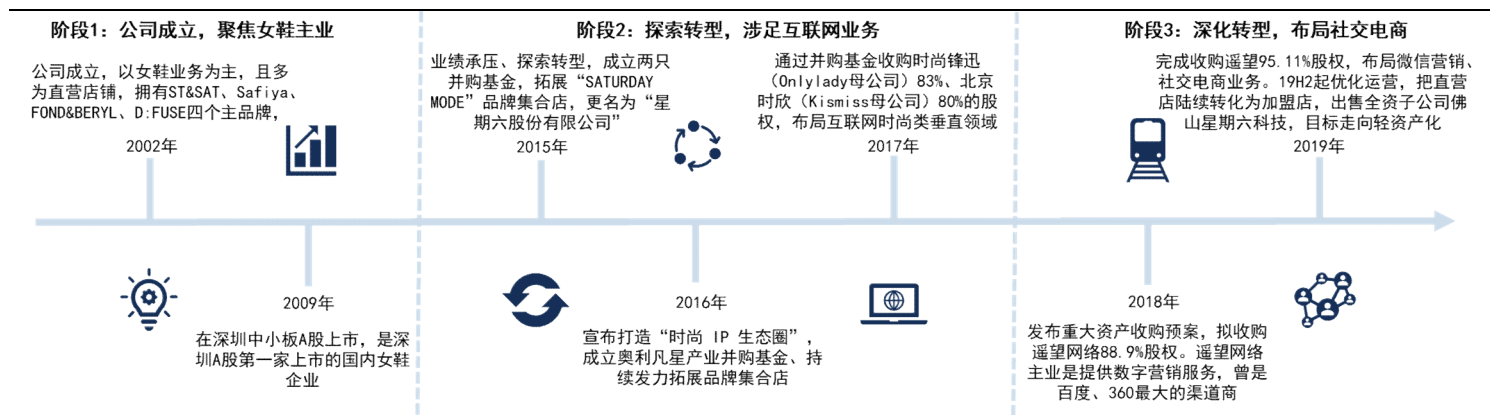 阶段1：公司成立，聚焦女鞋主业
公司成立，以女鞋业务为主，且多
为直营店铺，拥有ST&SAT、Safiya、
FOND&BERYL、D:FUSE四个主品牌，
2002年
2009年
在深圳中小板A股上市，是深
圳A股第一家上市的国内女鞋
企业
阶段2：探索转型，涉足互联网业务
业绩承压、探索转型，成立两只
并购基金，拓展“SATURDAY
MODE”品牌集合店，更名为“星
期六股份有限公司”
2015年
2016年
宣布打造“时尚 IP 生态圈”，
成立奥利凡星产业并购基金、持
续发力拓展品牌集合店
通过并购基金收购时尚锋迅
（Onlylady母公司）83%、北京
时欣（Kismiss母公司）80%的股
权，布局互联网时尚类垂直领域
2017年
阶段3：深化转型，布局社交电商
2018年
发布重大资产收购预案，拟收购
遥望网络88.9%股权。遥望网络
主业是提供数字营销服务，曾是
百度、360最大的渠道商
完成收购遥望95.11%股权，布局微信营销、
社交电商业务。19H2起优化运营，把直营
店陆续转化为加盟店，出售全资子公司佛
山星期六科技，目标走向轻资产化
2019年